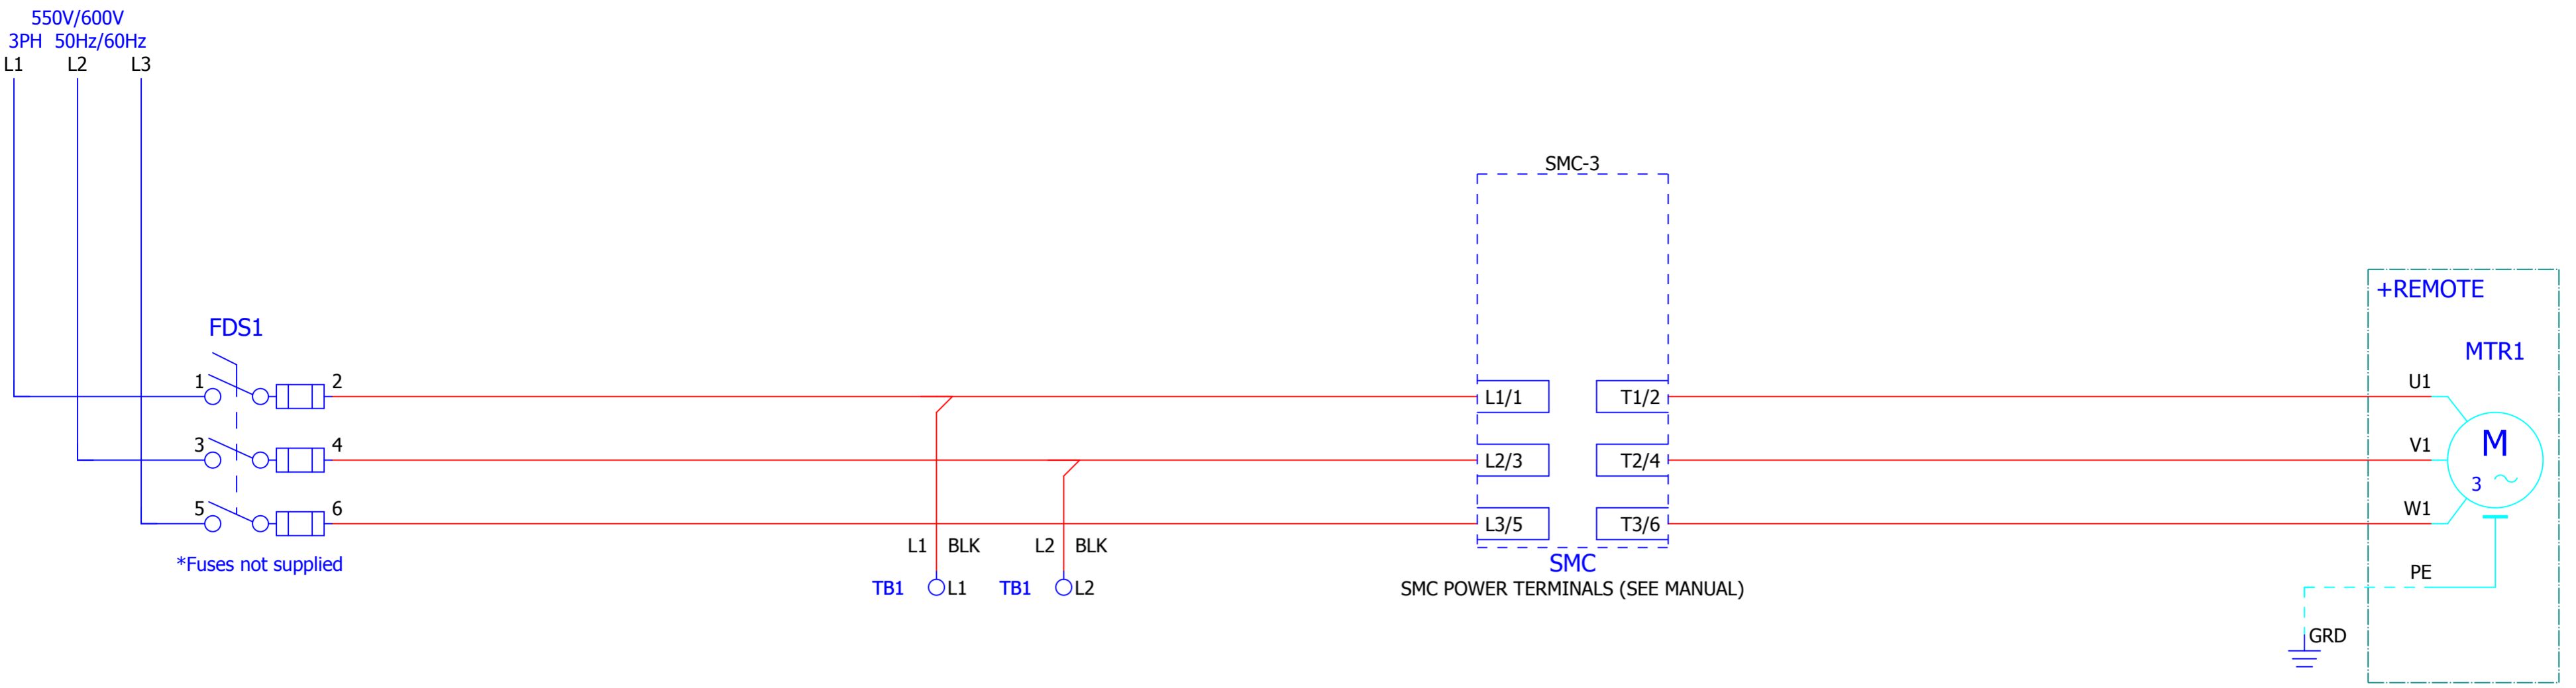 550V/600V
3PH 50Hz/60Hz
L1 L2 L3
SMC-3
+REMOTE
FDS1
MTR1
1 2 L1/1 T1/2 U1
3 4 L2/3 T2/4 V1
M
3
5 6 L3/5 T3/6 W1
L1 BLK L2 BLK
*Fuses not supplied
SMC
PE
TB1 L1 TB1 L2
SMC POWER TERMINALS (SEE MANUAL)
GRD